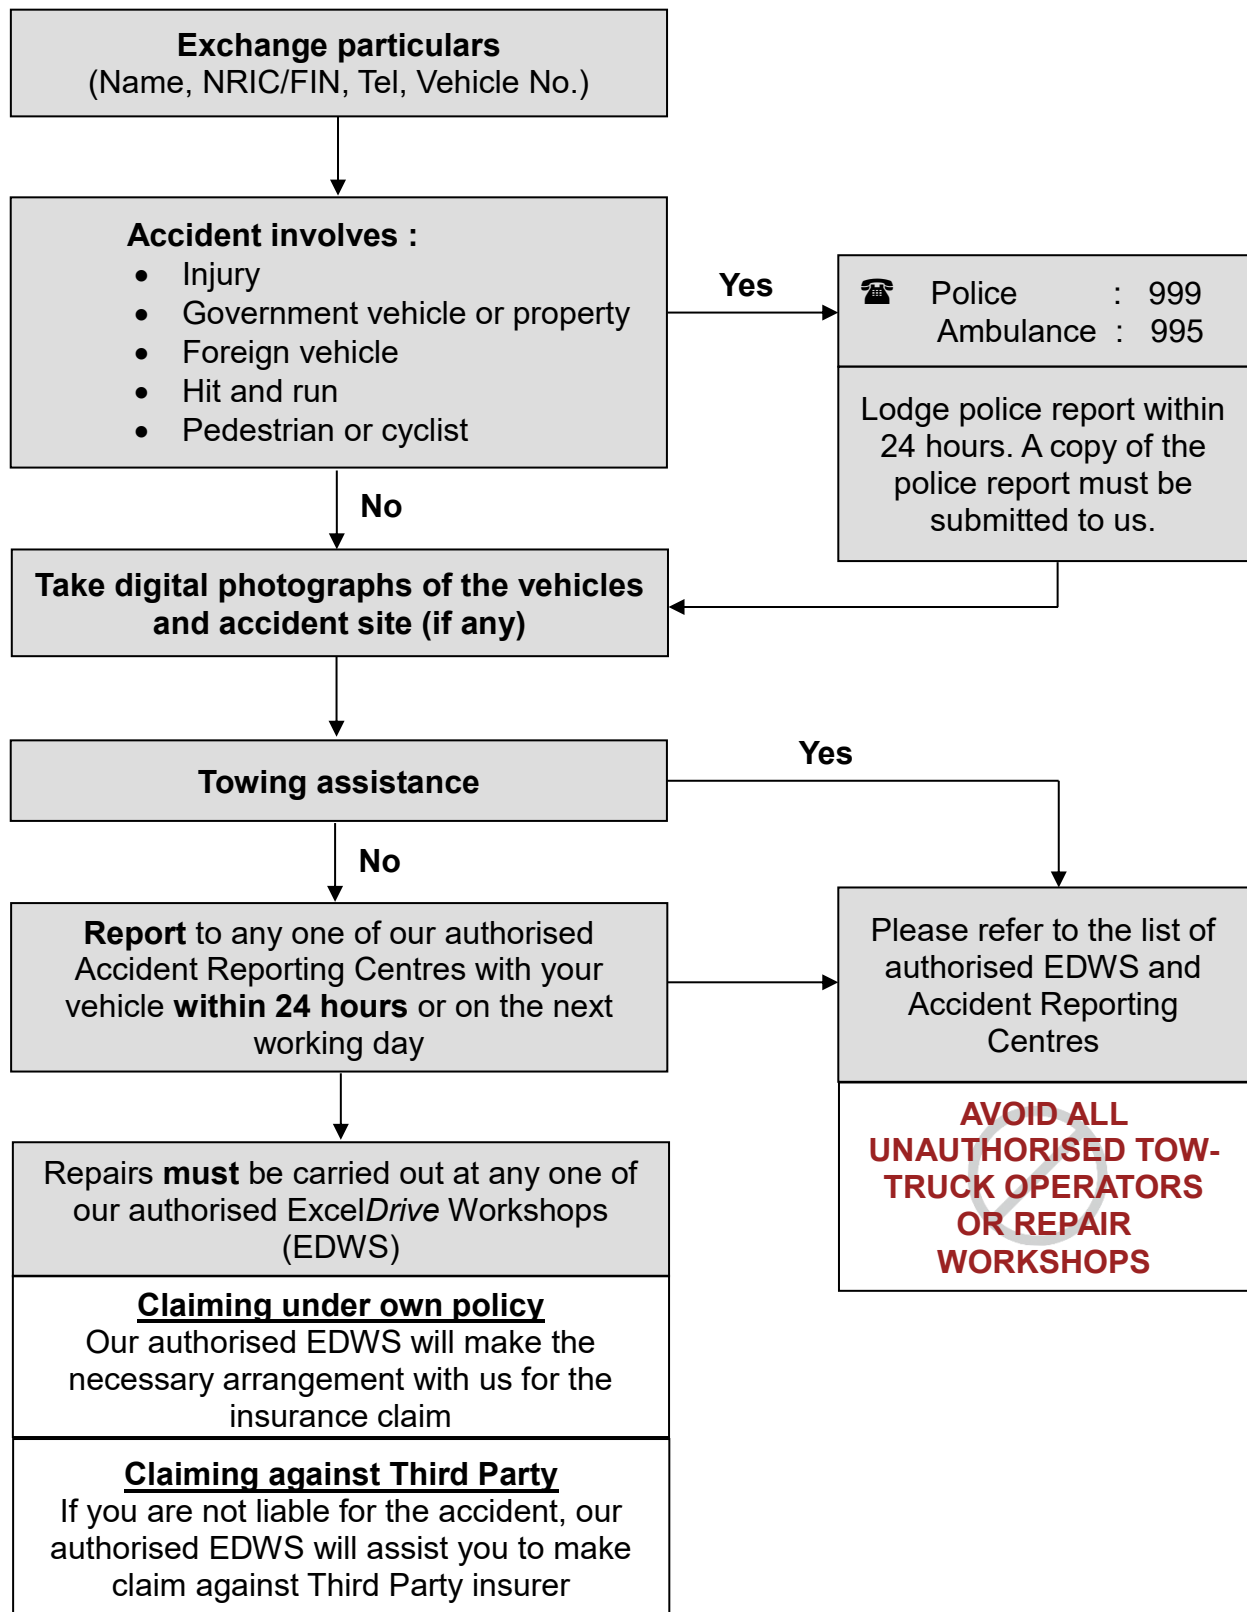 Exchange particulars
(Name, NRIC/FIN, Tel, Vehicle No.)
Accident involves :
• Injury
• Government vehicle or property
• Foreign vehicle
• Hit and run
• Pedestrian or cyclist
Yes
☎ Police : 999
Ambulance : 995
Lodge police report within
24 hours. A copy of the
police report must be
submitted to us.
No
Take digital photographs of the vehicles
and accident site (if any)
Towing assistance
Yes
No
Report to any one of our authorised
Accident Reporting Centres with your
vehicle within 24 hours or on the next
working day
Please refer to the list of
authorised EDWS and
Accident Reporting
Centres
AVOID ALL
UNAUTHORISED TOW-
TRUCK OPERATORS
OR REPAIR
WORKSHOPS
Repairs must be carried out at any one of
our authorised ExcelDrive Workshops
(EDWS)
Claiming under own policy
Our authorised EDWS will make the
necessary arrangement with us for the
insurance claim
Claiming against Third Party
If you are not liable for the accident, our
authorised EDWS will assist you to make
claim against Third Party insurer